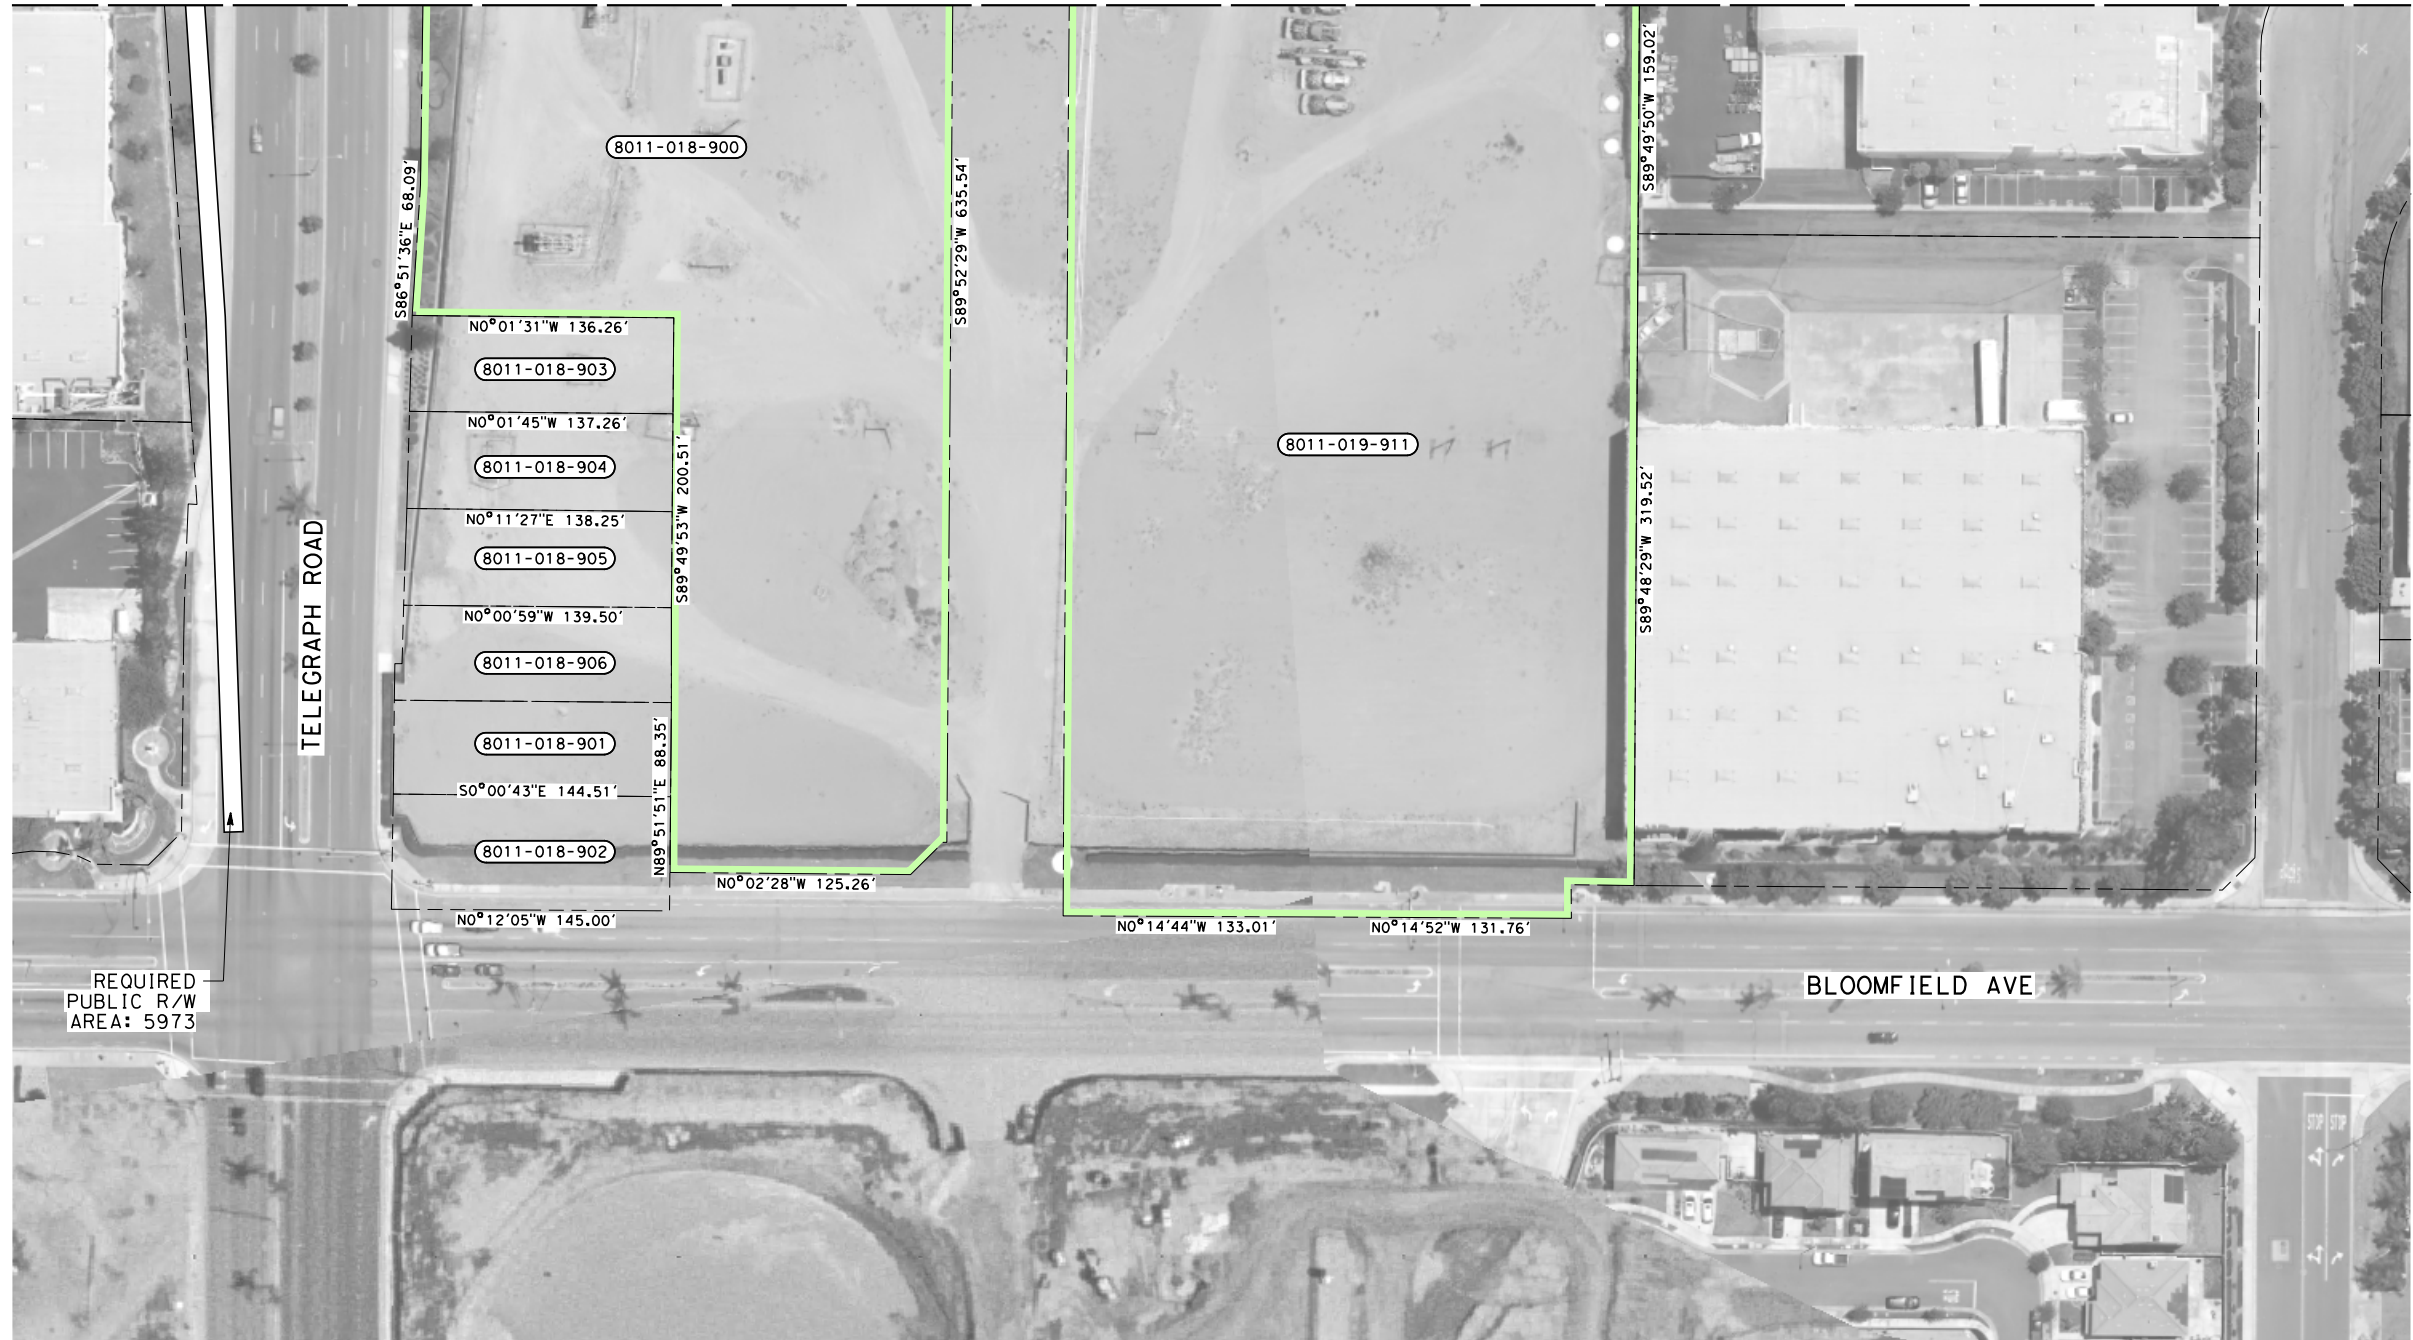 S89°49'50"W 159.02'
8011-018-900
S86°51'36"E 68.09'
S89°52'29"W 635.54'
N0°01'31"W 136.26'
8011-018-903
N0°01'45"W 137.26'
8011-018-904
8011-019-911
S89°49'53"W 200.51'
S89°48'29"W 319.52'
N0°11'27"E 138.25'
8011-018-905
TELEGRAPH ROAD
N0°00'59"W 139.50'
8011-018-906
8011-018-901
N89°51'51"E 88.35'
S0°00'43"E 144.51'
8011-018-902
N0°02'28"W 125.26'
N0°12'05"W 145.00'
N0°14'44"W 133.01'
N0°14'52"W 131.76'
REQUIRED
PUBLIC R/W
AREA: 5973
BLOOMFIELD AVE
STOP STOP